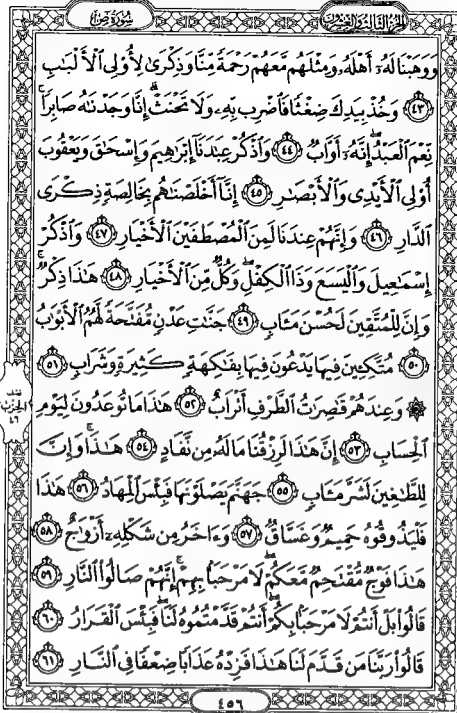 سُورَةُ صٓ
الجزء الثالث والعشرون
وَوَهَبْنَا لَهُۥٓ أَهْلَهُۥ وَمِثْلَهُم مَّعَهُمْ رَحْمَةً مِّنَّا وَذِكْرَىٰ لِأُو۟لِى ٱلْأَلْبَٰبِ
٤٣ وَخُذْ بِيَدِكَ ضِغْثًا فَٱضْرِب بِّهِۦ وَلَا تَحْنَثْ ۗ إِنَّا وَجَدْنَٰهُ صَابِرًا ۚ
نِّعْمَ ٱلْعَبْدُ ۖ إِنَّهُۥٓ أَوَّابٌ ٤٤ وَٱذْكُرْ عِبَٰدَنَآ إِبْرَٰهِيمَ وَإِسْحَٰقَ وَيَعْقُوبَ
أُو۟لِى ٱلْأَيْدِى وَٱلْأَبْصَٰرِ ٤٥ إِنَّآ أَخْلَصْنَٰهُم بِخَالِصَةٍ ذِكْرَى
ٱلدَّارِ ٤٦ وَإِنَّهُمْ عِندَنَا لَمِنَ ٱلْمُصْطَفَيْنَ ٱلْأَخْيَارِ ٤٧ وَٱذْكُرْ
إِسْمَٰعِيلَ وَٱلْيَسَعَ وَذَا ٱلْكِفْلِ ۖ وَكُلٌّ مِّنَ ٱلْأَخْيَارِ ٤٨ هَٰذَا ذِكْرٌ ۚ
وَإِنَّ لِلْمُتَّقِينَ لَحُسْنَ مَـَٔابٍ ٤٩ جَنَّٰتِ عَدْنٍ مُّفَتَّحَةً لَّهُمُ ٱلْأَبْوَٰبُ
٥٠ مُتَّكِـِٔينَ فِيهَا يَدْعُونَ فِيهَا بِفَٰكِهَةٍ كَثِيرَةٍ وَشَرَابٍ ٥١
۞ وَعِندَهُمْ قَٰصِرَٰتُ ٱلطَّرْفِ أَتْرَابٌ ٥٢ هَٰذَا مَا تُوعَدُونَ لِيَوْمِ
ٱلْحِسَابِ ٥٣ إِنَّ هَٰذَا لَرِزْقُنَا مَا لَهُۥ مِن نَّفَادٍ ٥٤ هَٰذَا ۚ وَإِنَّ
لِلطَّٰغِينَ لَشَرَّ مَـَٔابٍ ٥٥ جَهَنَّمَ يَصْلَوْنَهَا فَبِئْسَ ٱلْمِهَادُ ٥٦ هَٰذَا
فَلْيَذُوقُوهُ حَمِيمٌ وَغَسَّاقٌ ٥٧ وَءَاخَرُ مِن شَكْلِهِۦٓ أَزْوَٰجٌ ٥٨
هَٰذَا فَوْجٌ مُّقْتَحِمٌ مَّعَكُمْ ۖ لَا مَرْحَبًۢا بِهِمْ ۚ إِنَّهُمْ صَالُوا۟ ٱلنَّارِ ٥٩
قَالُوا۟ بَلْ أَنتُمْ لَا مَرْحَبًۢا بِكُمْ ۖ أَنتُمْ قَدَّمْتُمُوهُ لَنَا ۖ فَبِئْسَ ٱلْقَرَارُ
٦٠
قَالُوا۟ رَبَّنَا مَن قَدَّمَ لَنَا هَٰذَا فَزِدْهُ عَذَابًا ضِعْفًا فِى ٱلنَّارِ ٦١
نصف
الحزب
٤٦
٤٥٦